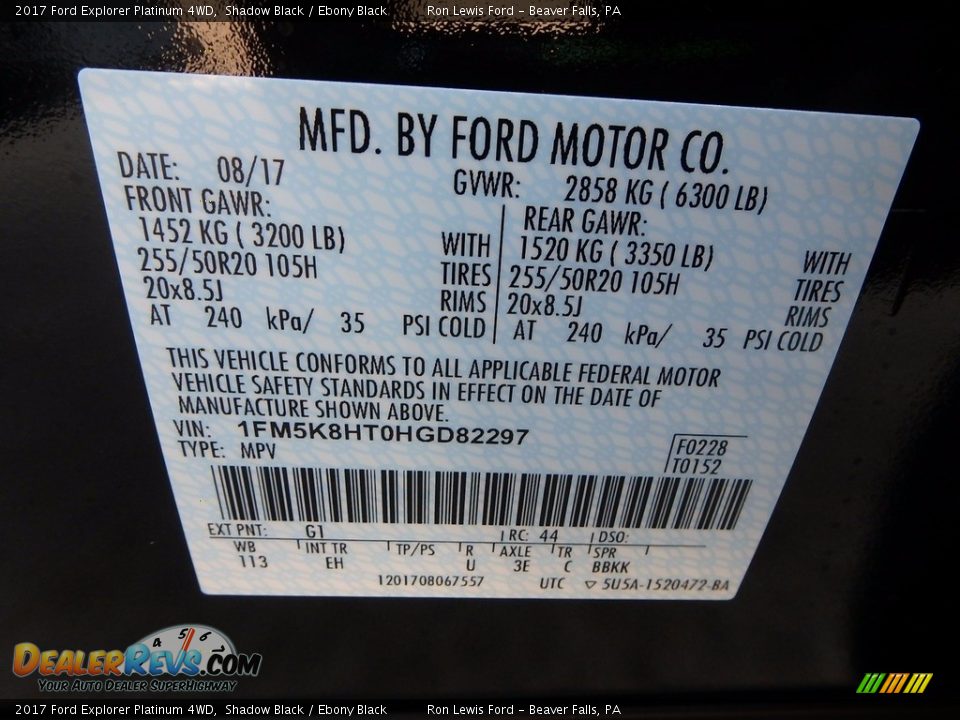 2017 Ford Explorer Platinum 4WD, Shadow Black / Ebony Black Ron Lewis Ford - Beaver Falls, PA
MFD. BY FORD MOTOR CO.
DATE: 08/17 GVWR: 2858 KG ( 6300 LB)
FRONT GAWR: REAR GAWR:
1452 KG ( 3200 LB) WITH 1520 KG ( 3350 LB) WITH
255/50R20 105H TIRES 255/50R20 105H TIRES
20x8.5J RIMS 20x8.5J RIMS
AT 240 kPa/ 35 PSI COLD AT 240 kPa/ 35 PSI COLD
THIS VEHICLE CONFORMS TO ALL APPLICABLE FEDERAL MOTOR
VEHICLE SAFETY STANDARDS IN EFFECT ON THE DATE OF
MANUFACTURE SHOWN ABOVE.
VIN: 1FM5K8HT0HGD82297
TYPE: MPV
F0228
T0152
EXT PNT: G1 RC: 44 DSO:
WB INT TR TP/PS R AXLE TR SPR
113 EH U 3E C BBKK
1201708067557 UTC ▽ 5U5A-1520472-BA
4 5 6
DEALERREVS.COM
YOUR AUTO DEALER SUPERHIGHWAY
2017 Ford Explorer Platinum 4WD, Shadow Black / Ebony Black Ron Lewis Ford - Beaver Falls, PA